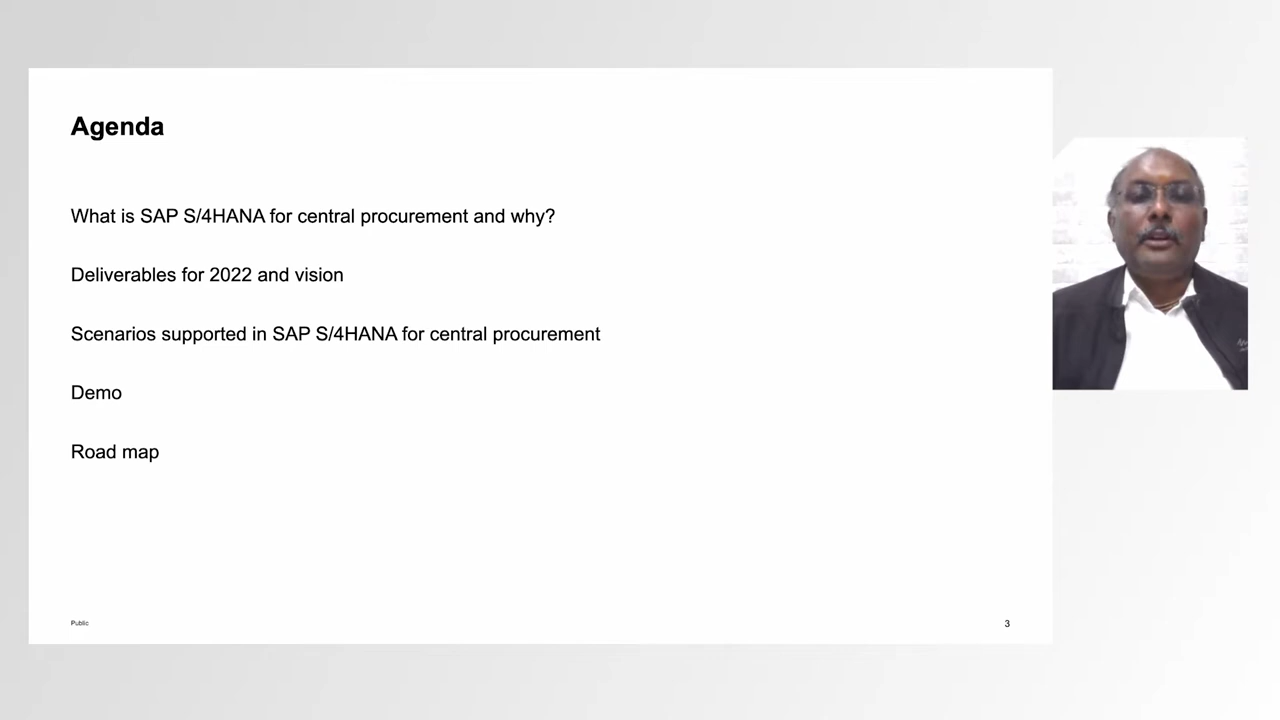 Agenda
What is SAP S/4HANA for central procurement and why?
Deliverables for 2022 and vision
Scenarios supported in SAP S/4HANA for central procurement
Demo
Road map
Public
3